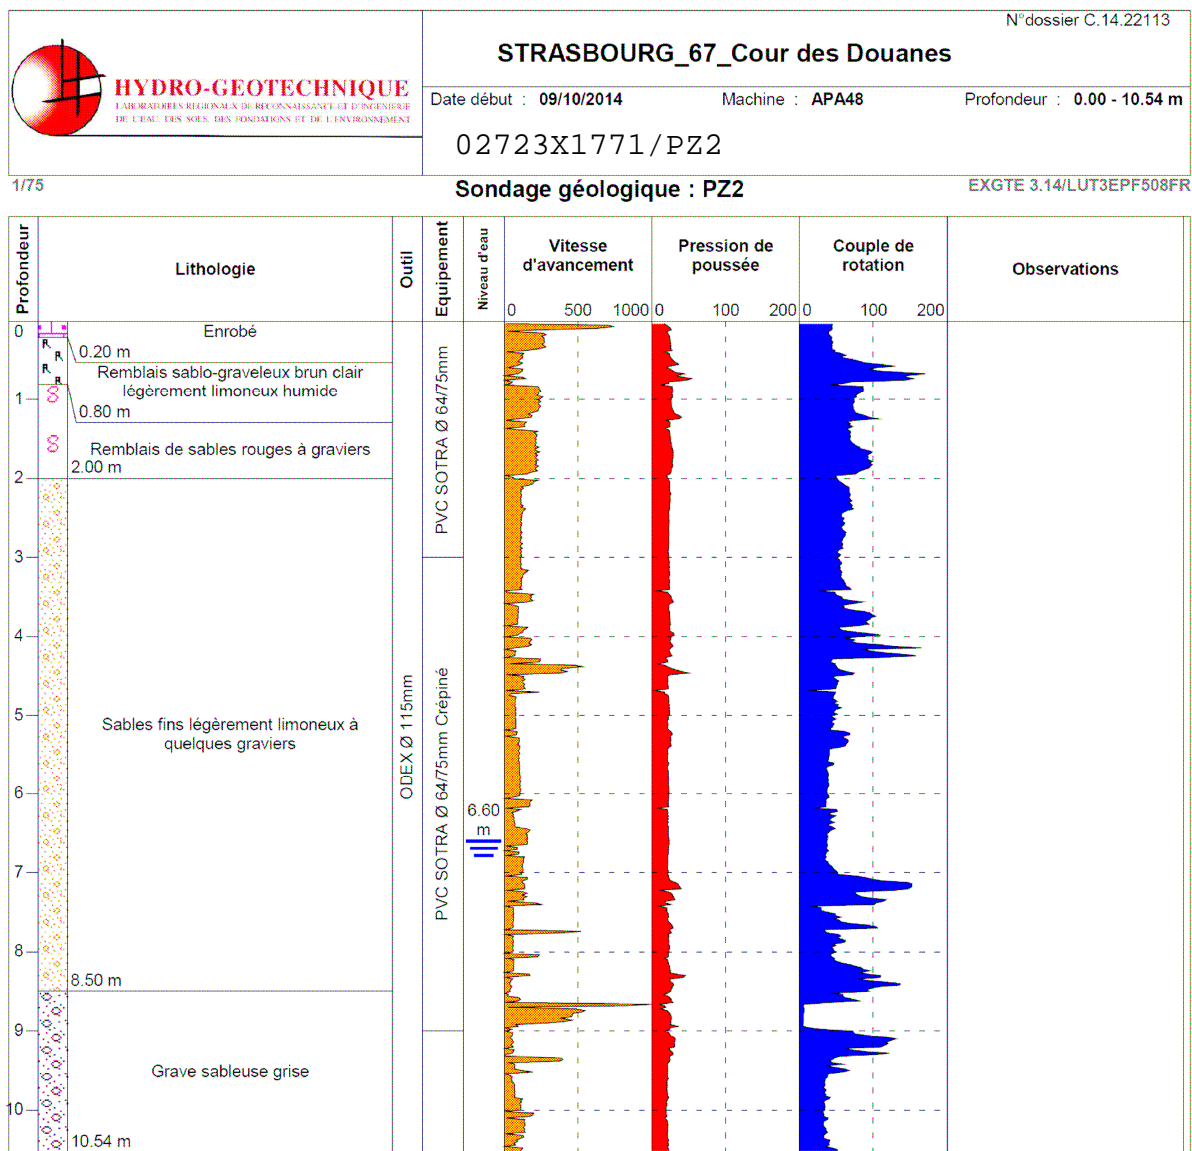 N°dossier C.14.22113
STRASBOURG_67_Cour des Douanes
HYDRO-GEOTECHNIQUE
LABORATOIRES REGIONAUX DE RECONNAISSANCE ET D'INGENIERIE
DE L'EAU, DES SOLS, DES FONDATIONS ET DE L'ENVIRONNEMENT
Date début : 09/10/2014 Machine : APA48 Profondeur : 0.00 - 10.54 m
02723X1771/PZ2
1/75
Sondage géologique : PZ2
EXGTE 3.14/LUT3EPF508FR
Profondeur
Lithologie
Outil
Equipement
Niveau d'eau
Vitesse
d'avancement
Pression de
poussée
Couple de
rotation
Observations
0 500 1000 0 100 200 0 100 200
0
Enrobé
0.20 m
Remblais sablo-graveleux brun clair
légèrement limoneux humide
1
0.80 m
Remblais de sables rouges à graviers
2.00 m
2
3
4
5
Sables fins légèrement limoneux à
quelques graviers
6
7
8
8.50 m
9
Grave sableuse grise
10
10.54 m
ODEX Ø 115mm
PVC SOTRA Ø 64/75mm
PVC SOTRA Ø 64/75mm Crépiné
6.60
m